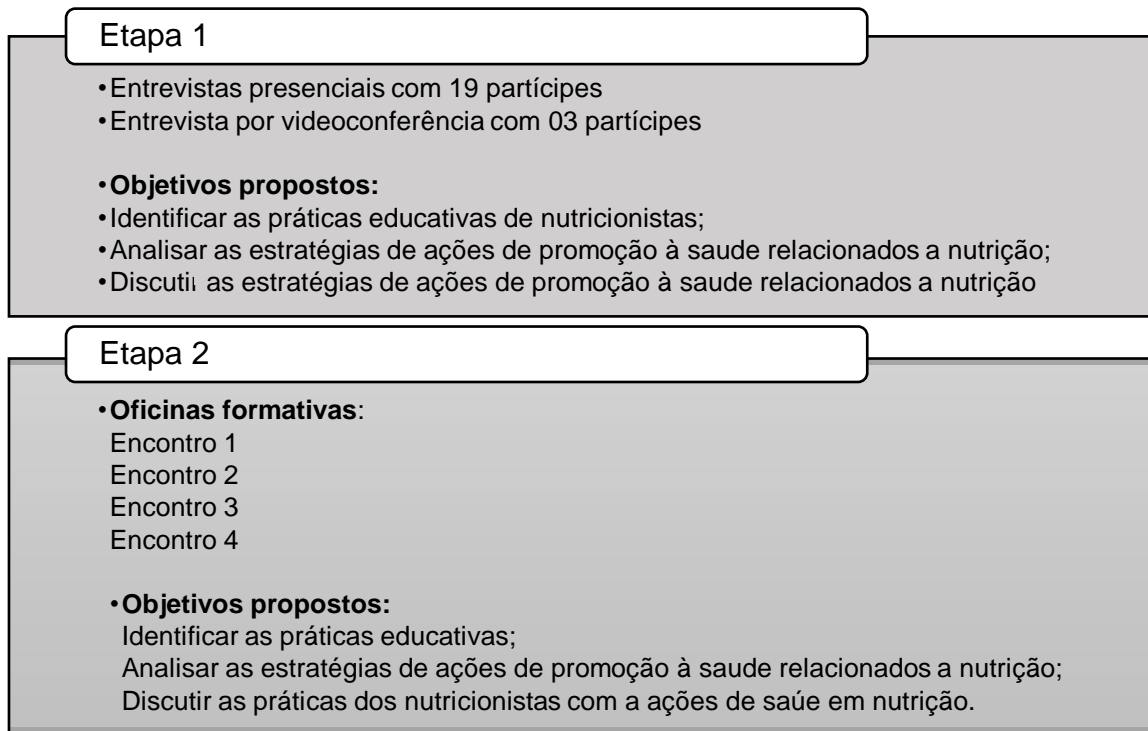 Etapa 1
•Entrevistas presenciais com 19 partícipes
•Entrevista por videoconferência com 03 partícipes
•Objetivos propostos:
•Identificar as práticas educativas de nutricionistas;
•Analisar as estratégias de ações de promoção à saude relacionados a nutrição;
•Discutir as estratégias de ações de promoção à saude relacionados a nutrição
Etapa 2
•Oficinas formativas:
Encontro 1
Encontro 2
Encontro 3
Encontro 4
•Objetivos propostos:
Identificar as práticas educativas;
Analisar as estratégias de ações de promoção à saude relacionados a nutrição;
Discutir as práticas dos nutricionistas com a ações de saúe em nutrição.